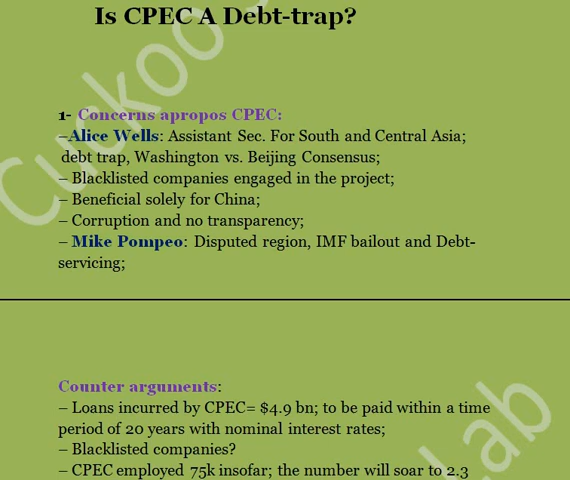 Is CPEC A Debt-trap?
1- Concerns apropos CPEC:
–Alice Wells: Assistant Sec. For South and Central Asia;
debt trap, Washington vs. Beijing Consensus;
– Blacklisted companies engaged in the project;
– Beneficial solely for China;
– Corruption and no transparency;
– Mike Pompeo: Disputed region, IMF bailout and Debt-
servicing;
Counter arguments:
– Loans incurred by CPEC= $4.9 bn; to be paid within a time
period of 20 years with nominal interest rates;
– Blacklisted companies?
– CPEC employed 75k insofar; the number will soar to 2.3
Cuckoo
Lab